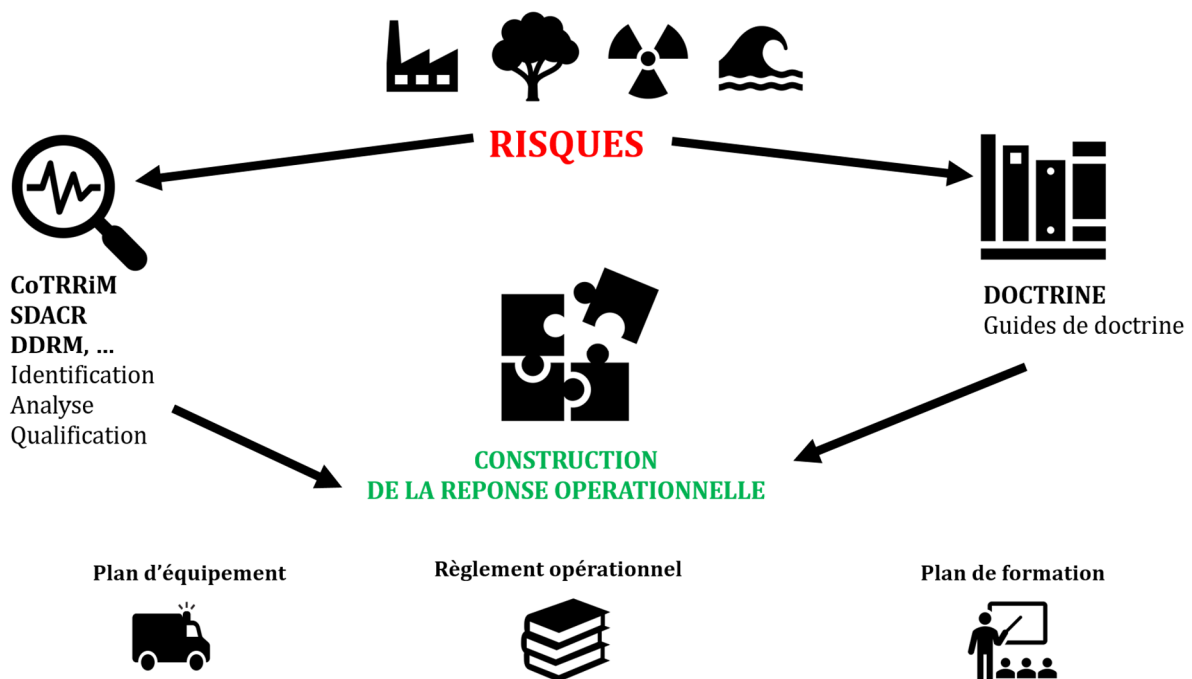 RISQUES
CoTRRiM
SDACR
DDRM, ...
Identification
Analyse
Qualification
DOCTRINE
Guides de doctrine
CONSTRUCTION
DE LA REPONSE OPERATIONNELLE
Plan d’équipement
Règlement opérationnel
Plan de formation